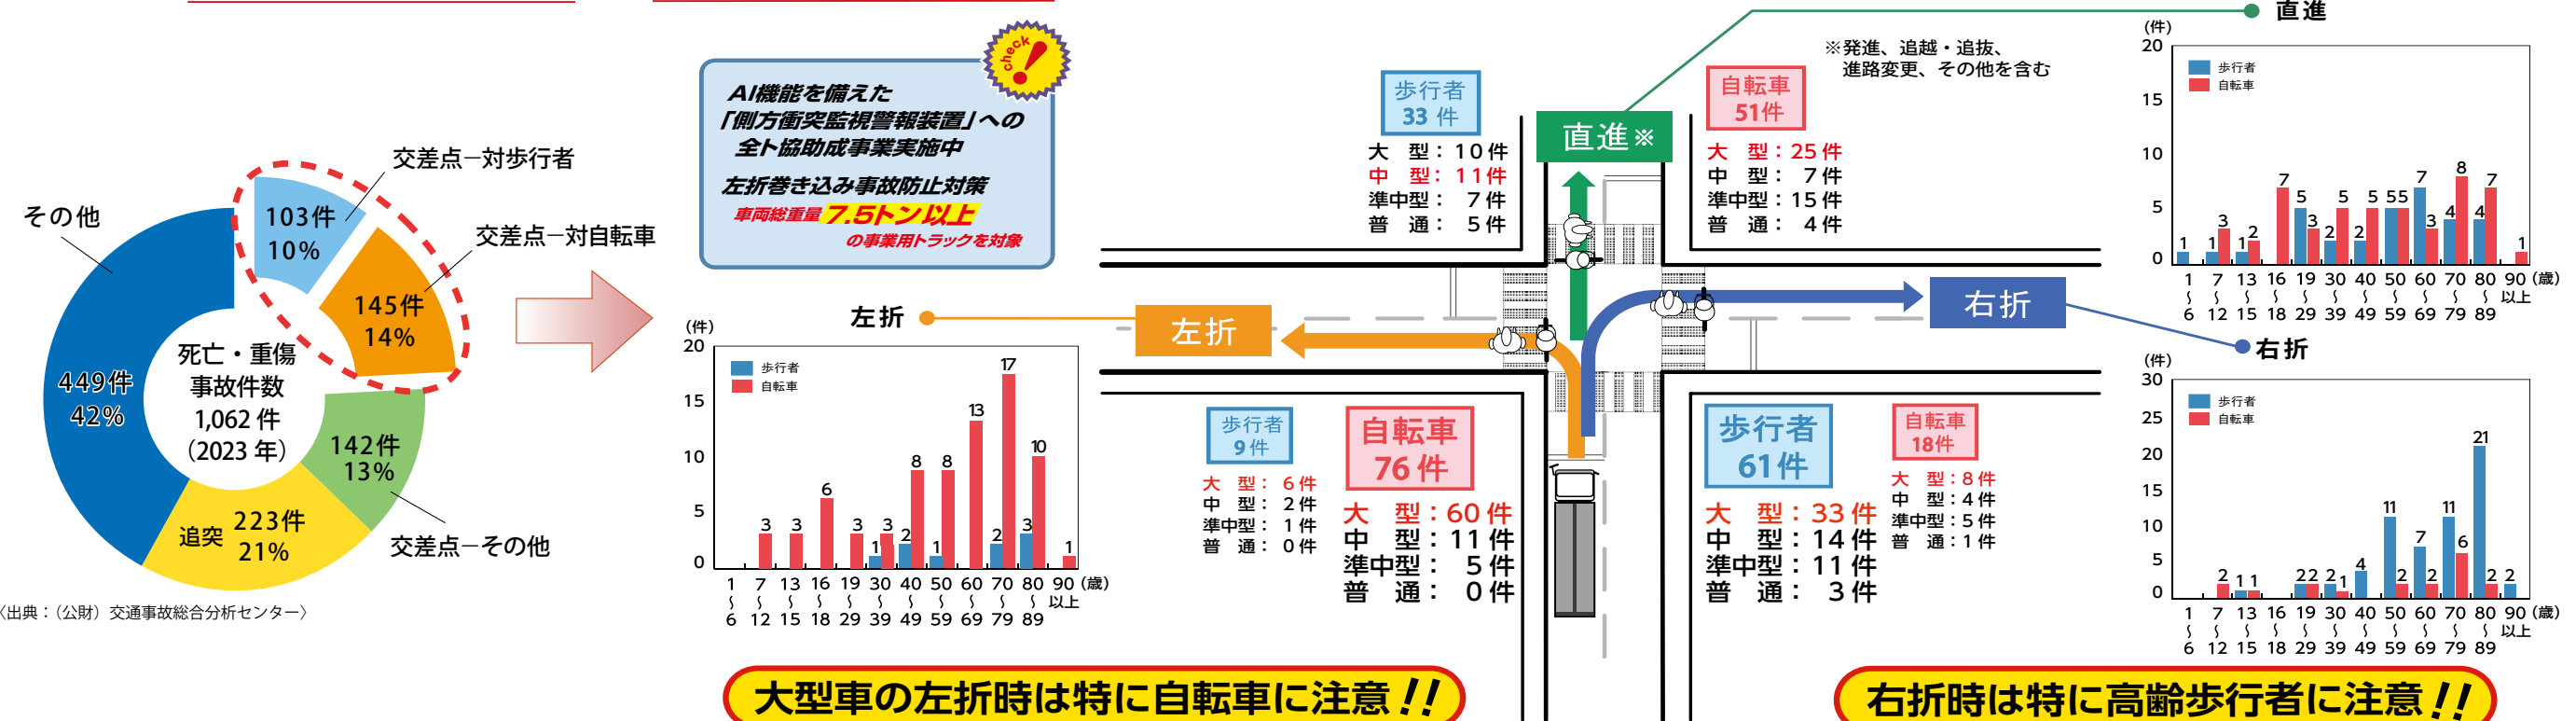 その他
交差点－対歩行者
103件
10%
交差点－対自転車
145件
14%
449件
42%
死亡・重傷
事故件数
1,062 件
（2023 年）
142件
13%
追突 223件
21%
交差点－その他
〈出典：（公財）交通事故総合分析センター〉
check
AI機能を備えた
「側方衝突監視警報装置」への
全ト協助成事業実施中
左折巻き込み事故防止対策
車両総重量 7.5トン以上
の事業用トラックを対象
左折
(件)
20
15
10
5
0
歩行者
自転車
3 3 6 3 1 3 2 8 1 8 13 2 17 3 10 1
1 7 13 16 19 30 40 50 60 70 80 90 (歳)
～ ～ ～ ～ ～ ～ ～ ～ ～ ～ ～ 以上
6 12 15 18 29 39 49 59 69 79 89
大型車の左折時は特に自転車に注意!!
直進
※発進、追越・追抜、
進路変更、その他を含む
歩行者
33 件
大　型： 10 件
中　型： 11 件
準中型： 7 件
普　通： 5 件
直進※
自転車
51件
大　型： 25 件
中　型： 7 件
準中型： 15 件
普　通： 4 件
左折
右折
歩行者
9 件
大　型： 6 件
中　型： 2 件
準中型： 1 件
普　通： 0 件
自転車
76 件
大　型： 60 件
中　型： 11 件
準中型： 5 件
普　通： 0 件
歩行者
61件
大　型： 33 件
中　型： 14 件
準中型： 11 件
普　通： 3 件
自転車
18件
大　型：8 件
中　型：4 件
準中型：5 件
普　通：1 件
(件)
20
15
10
5
0
歩行者
自転車
1 1 3 1 2 7 5 3 2 5 2 5 5 5 7 3 4 8 4 7 1
1 7 13 16 19 30 40 50 60 70 80 90 (歳)
～ ～ ～ ～ ～ ～ ～ ～ ～ ～ ～ 以上
6 12 15 18 29 39 49 59 69 79 89
右折
(件)
30
25
20
15
10
5
0
歩行者
自転車
2 1 1 2 2 2 1 4 11 2 7 2 11 6 21 2 2
1 7 13 16 19 30 40 50 60 70 80 90 (歳)
～ ～ ～ ～ ～ ～ ～ ～ ～ ～ ～ 以上
6 12 15 18 29 39 49 59 69 79 89
右折時は特に高齢歩行者に注意!!